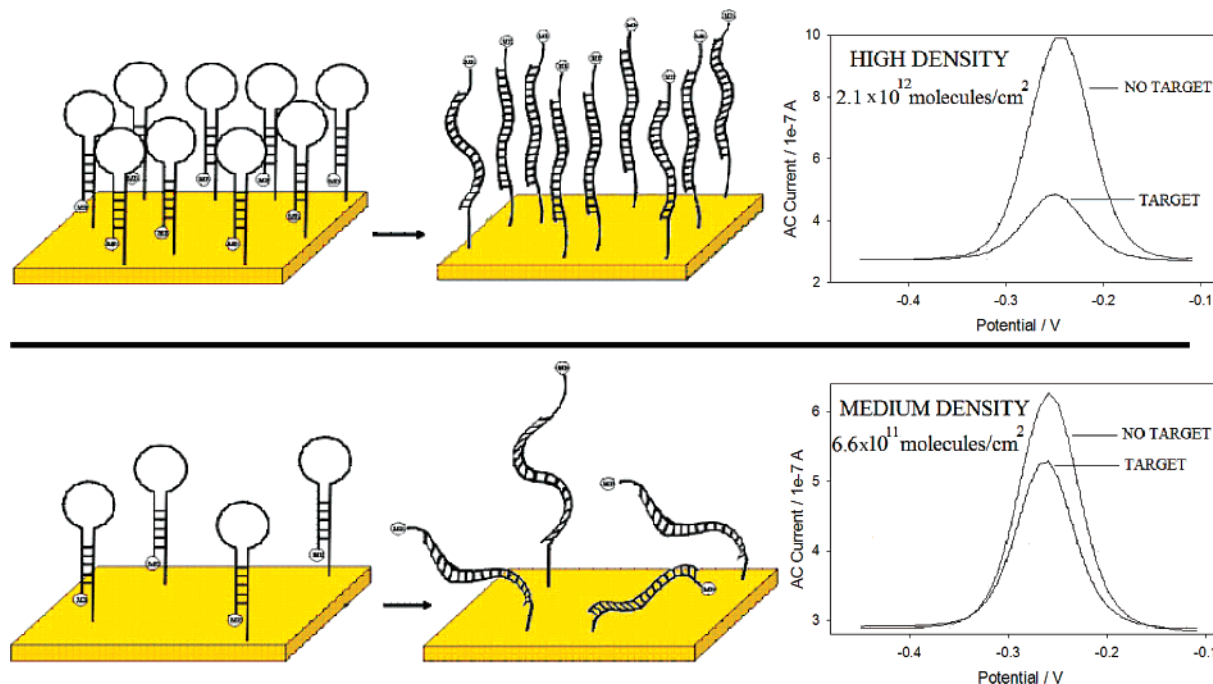 HIGH DENSITY
2.1 x 10^12 molecules/cm^2
NO TARGET
TARGET
10
8
6
4
2
AC Current / 1e-7 A
-0.4
-0.3
-0.2
-0.1
Potential / V
MEDIUM DENSITY
6.6x10^11 molecules/cm^2
NO TARGET
TARGET
6
5
4
3
AC Current / 1e-7 A
-0.4
-0.3
-0.2
-0.1
Potential / V